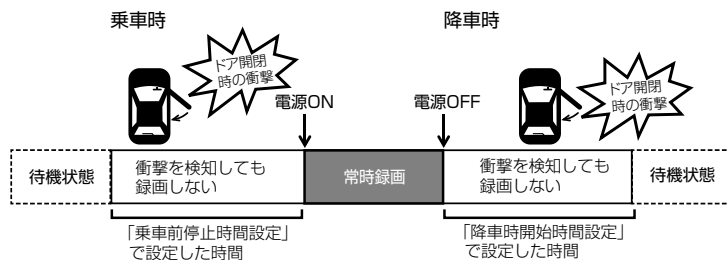 乗車時
降車時
ドア開閉
時の衝撃
ドア開閉
時の衝撃
電源ON
電源OFF
待機状態
衝撃を検知しても
録画しない
常時録画
衝撃を検知しても
録画しない
待機状態
「乗車前停止時間設定」
で設定した時間
「降車時開始時間設定」
で設定した時間